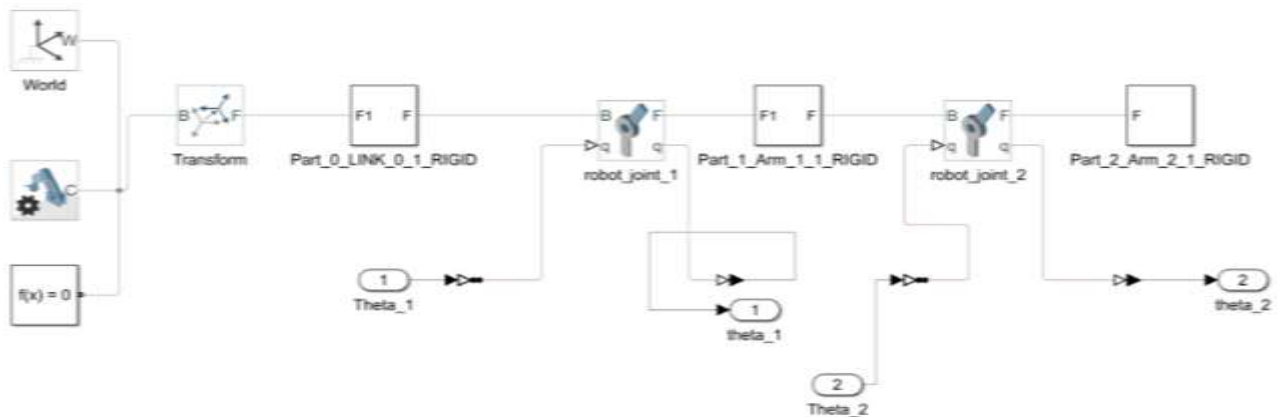 W
World
B F
Transform
F1 F
Part_0_LINK_0_1_RIGID
B F
q q
robot_joint_1
F1 F
Part_1_Arm_1_1_RIGID
B F
q q
robot_joint_2
F
Part_2_Arm_2_1_RIGID
C
f(x) = 0
1
Theta_1
1
theta_1
2
theta_2
2
Theta_2